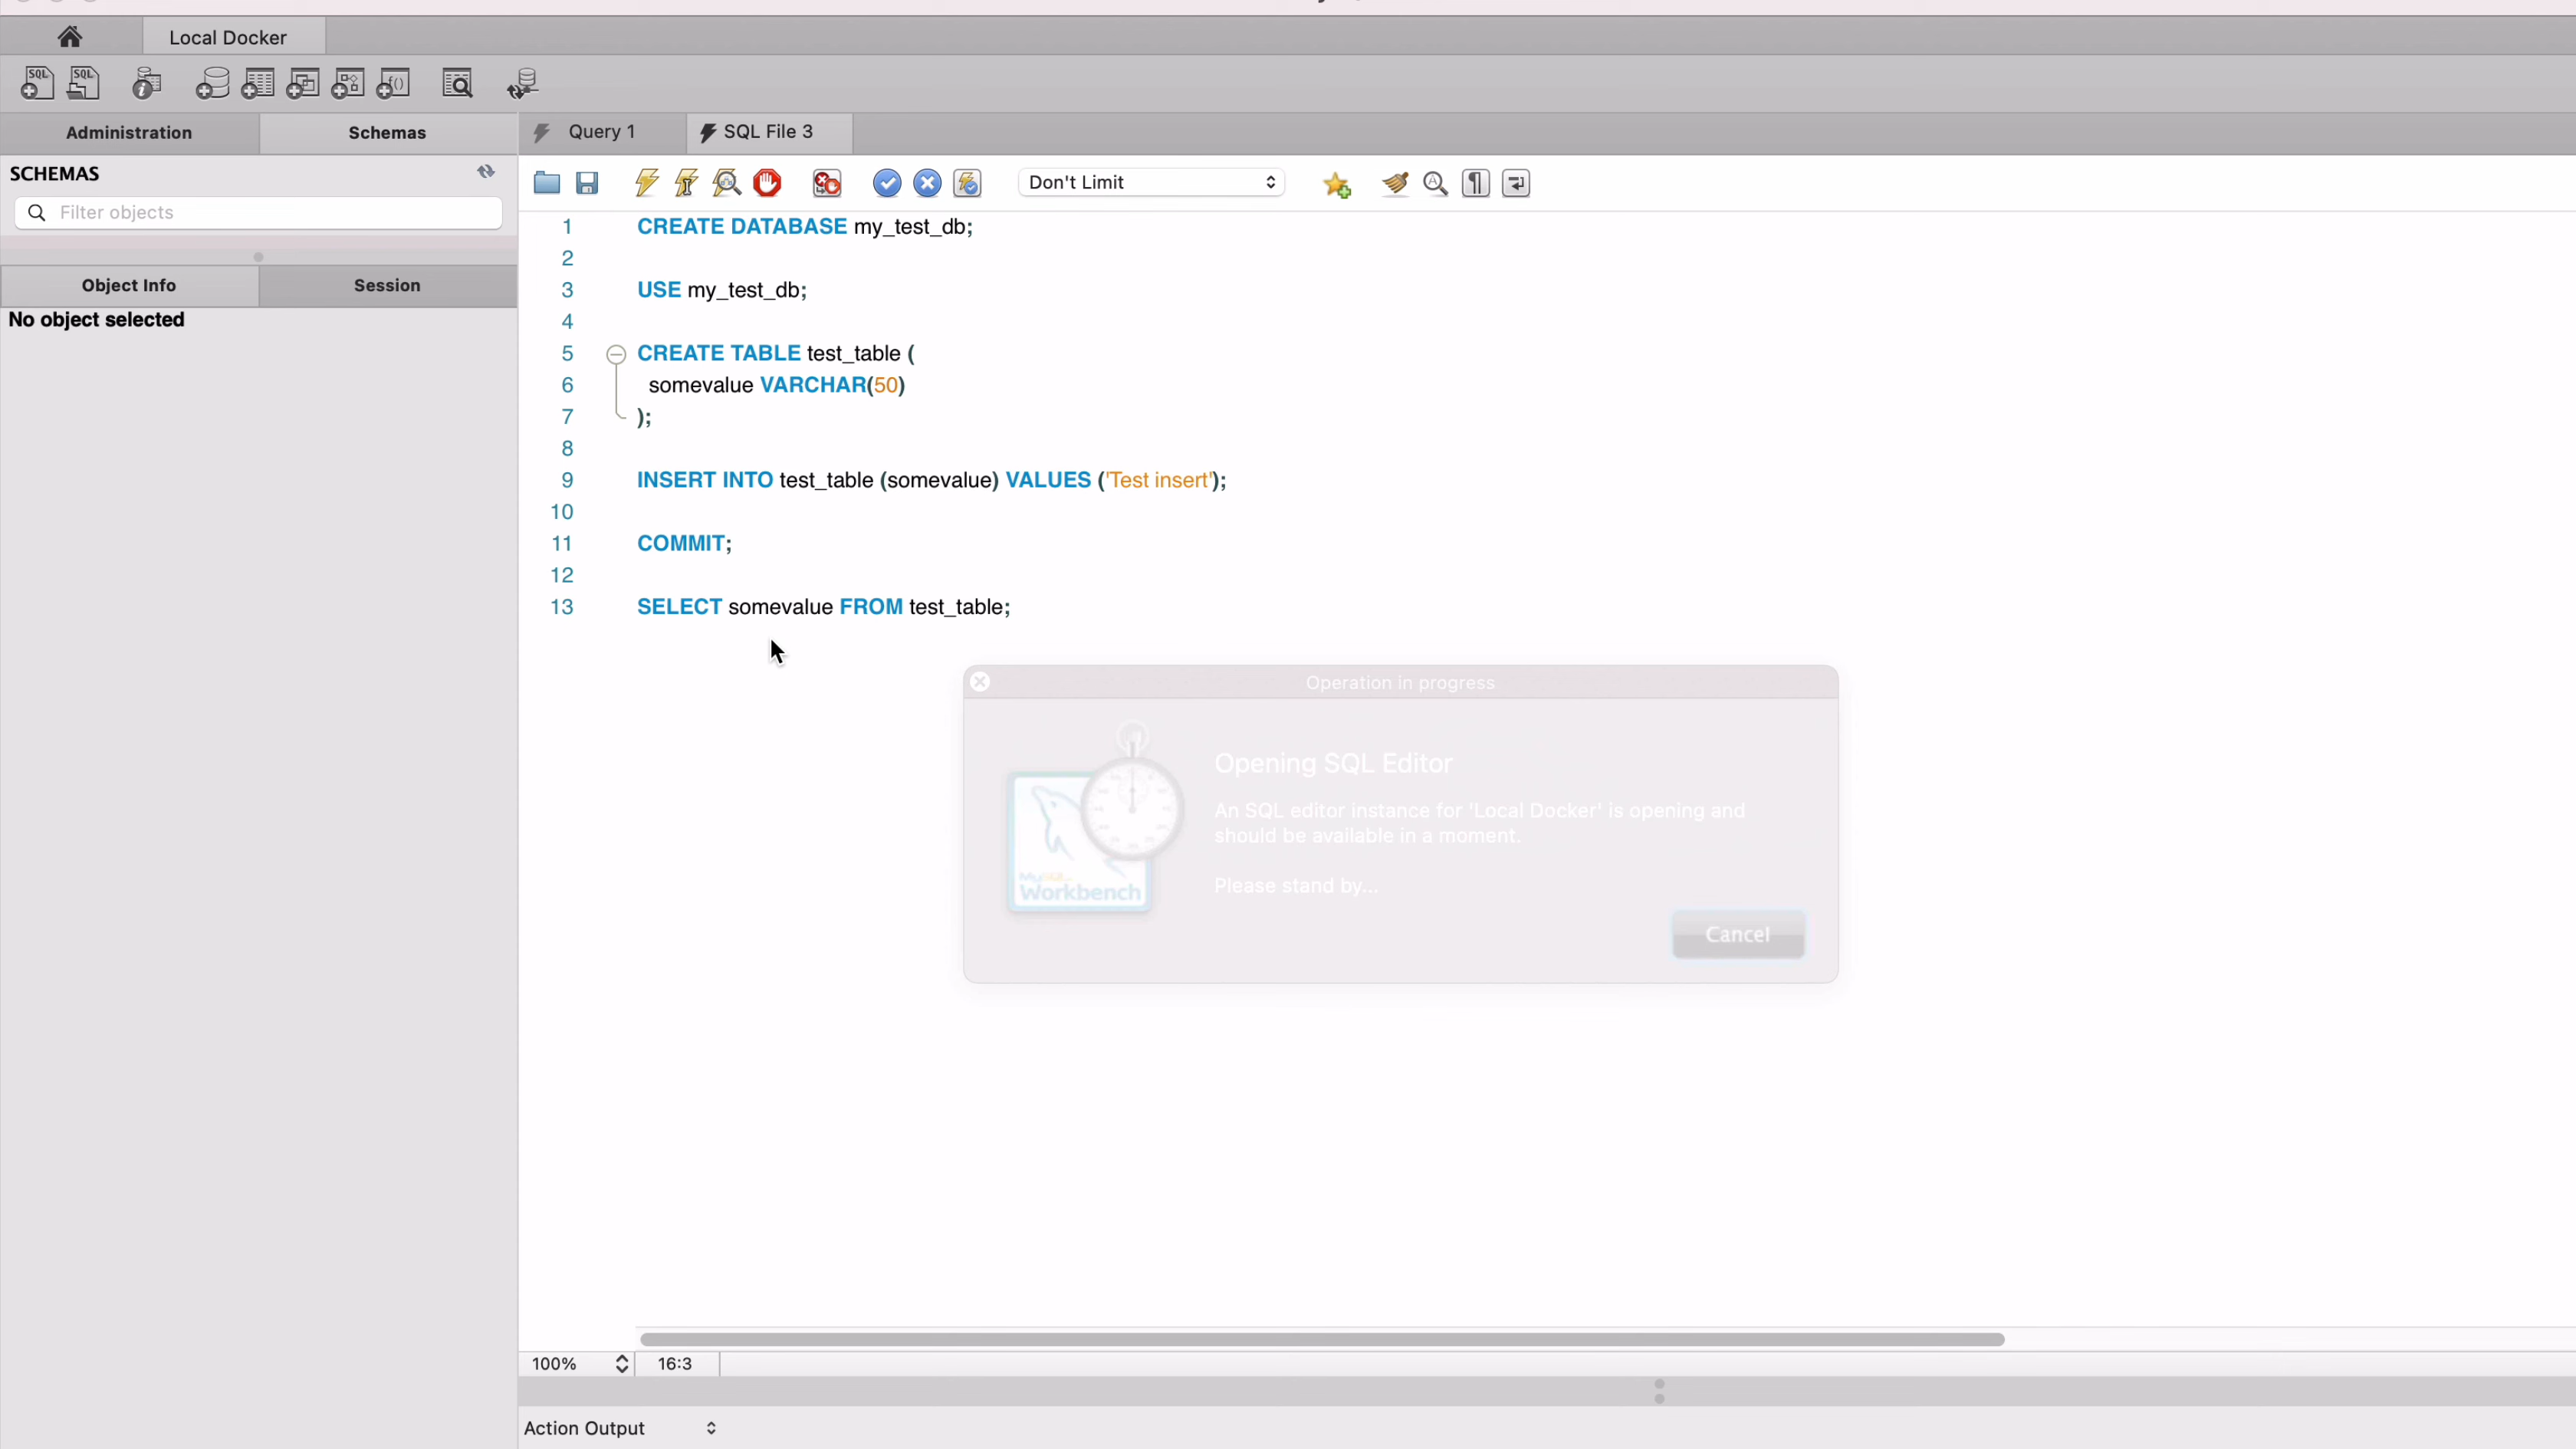 Local Docker
SQL SQL
Administration Schemas Query 1 SQL File 3
SCHEMAS
Filter objects
Don't Limit
Object Info Session
No object selected
1 CREATE DATABASE my_test_db;
2
3 USE my_test_db;
4
5 CREATE TABLE test_table (
6 somevalue VARCHAR(50)
7 );
8
9 INSERT INTO test_table (somevalue) VALUES ('Test insert');
10
11 COMMIT;
12
13 SELECT somevalue FROM test_table;
Operation in progress
Opening SQL Editor
An SQL editor instance for 'Local Docker' is opening and
should be available in a moment.
Please stand by...
MySQL
Workbench
Cancel
100% 16:3
Action Output